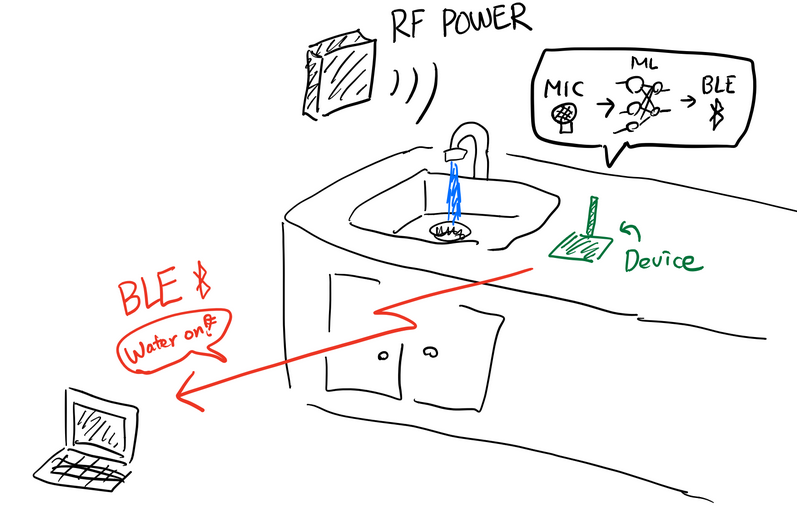 RF POWER
ML
MIC
BLE
Device
BLE
Water on!